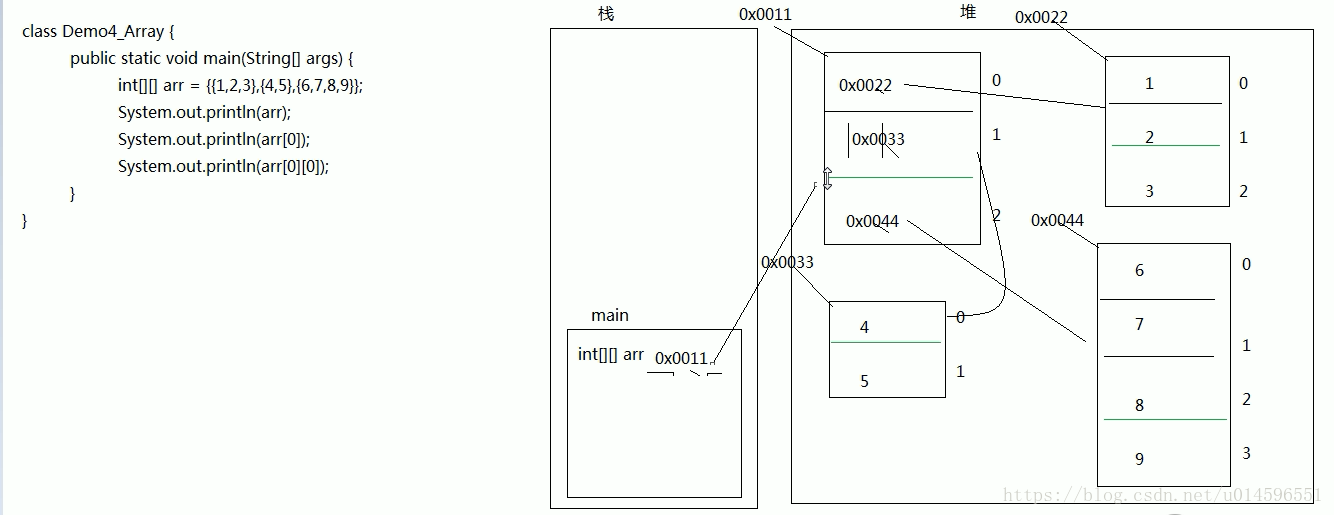 class Demo4_Array {
public static void main(String[] args) {
int[][] arr = {{1,2,3},{4,5},{6,7,8,9}};
System.out.println(arr);
System.out.println(arr[0]);
System.out.println(arr[0][0]);
}
}
栈
main
int[][] arr 0x0011
堆
0x0011
0x0022 0
0x0033 1
0x0044 2
0x0022
1 0
2 1
3 2
0x0033
4 0
5 1
0x0044
6 0
7 1
8 2
9 3
https://blog.csdn.net/u014596551